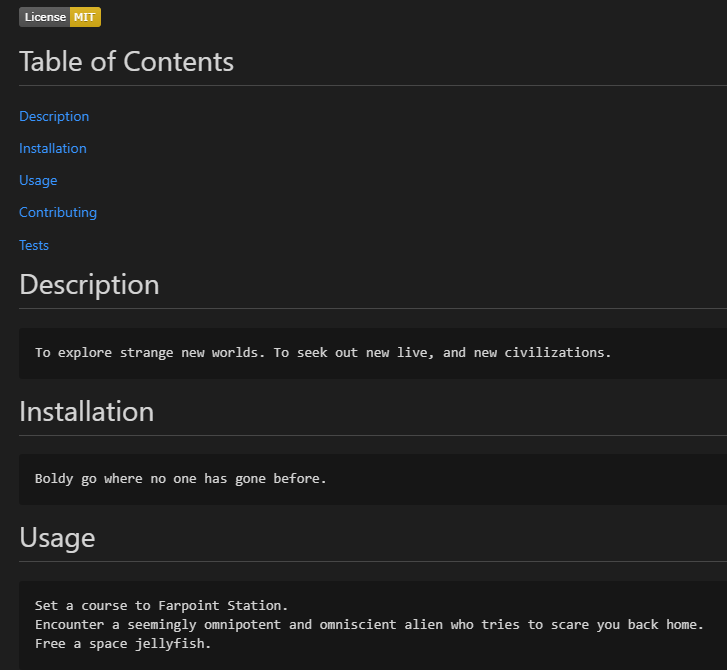 License MIT
Table of Contents
Description
Installation
Usage
Contributing
Tests
Description
To explore strange new worlds. To seek out new live, and new civilizations.
Installation
Boldy go where no one has gone before.
Usage
Set a course to Farpoint Station.
Encounter a seemingly omnipotent and omniscient alien who tries to scare you back home.
Free a space jellyfish.